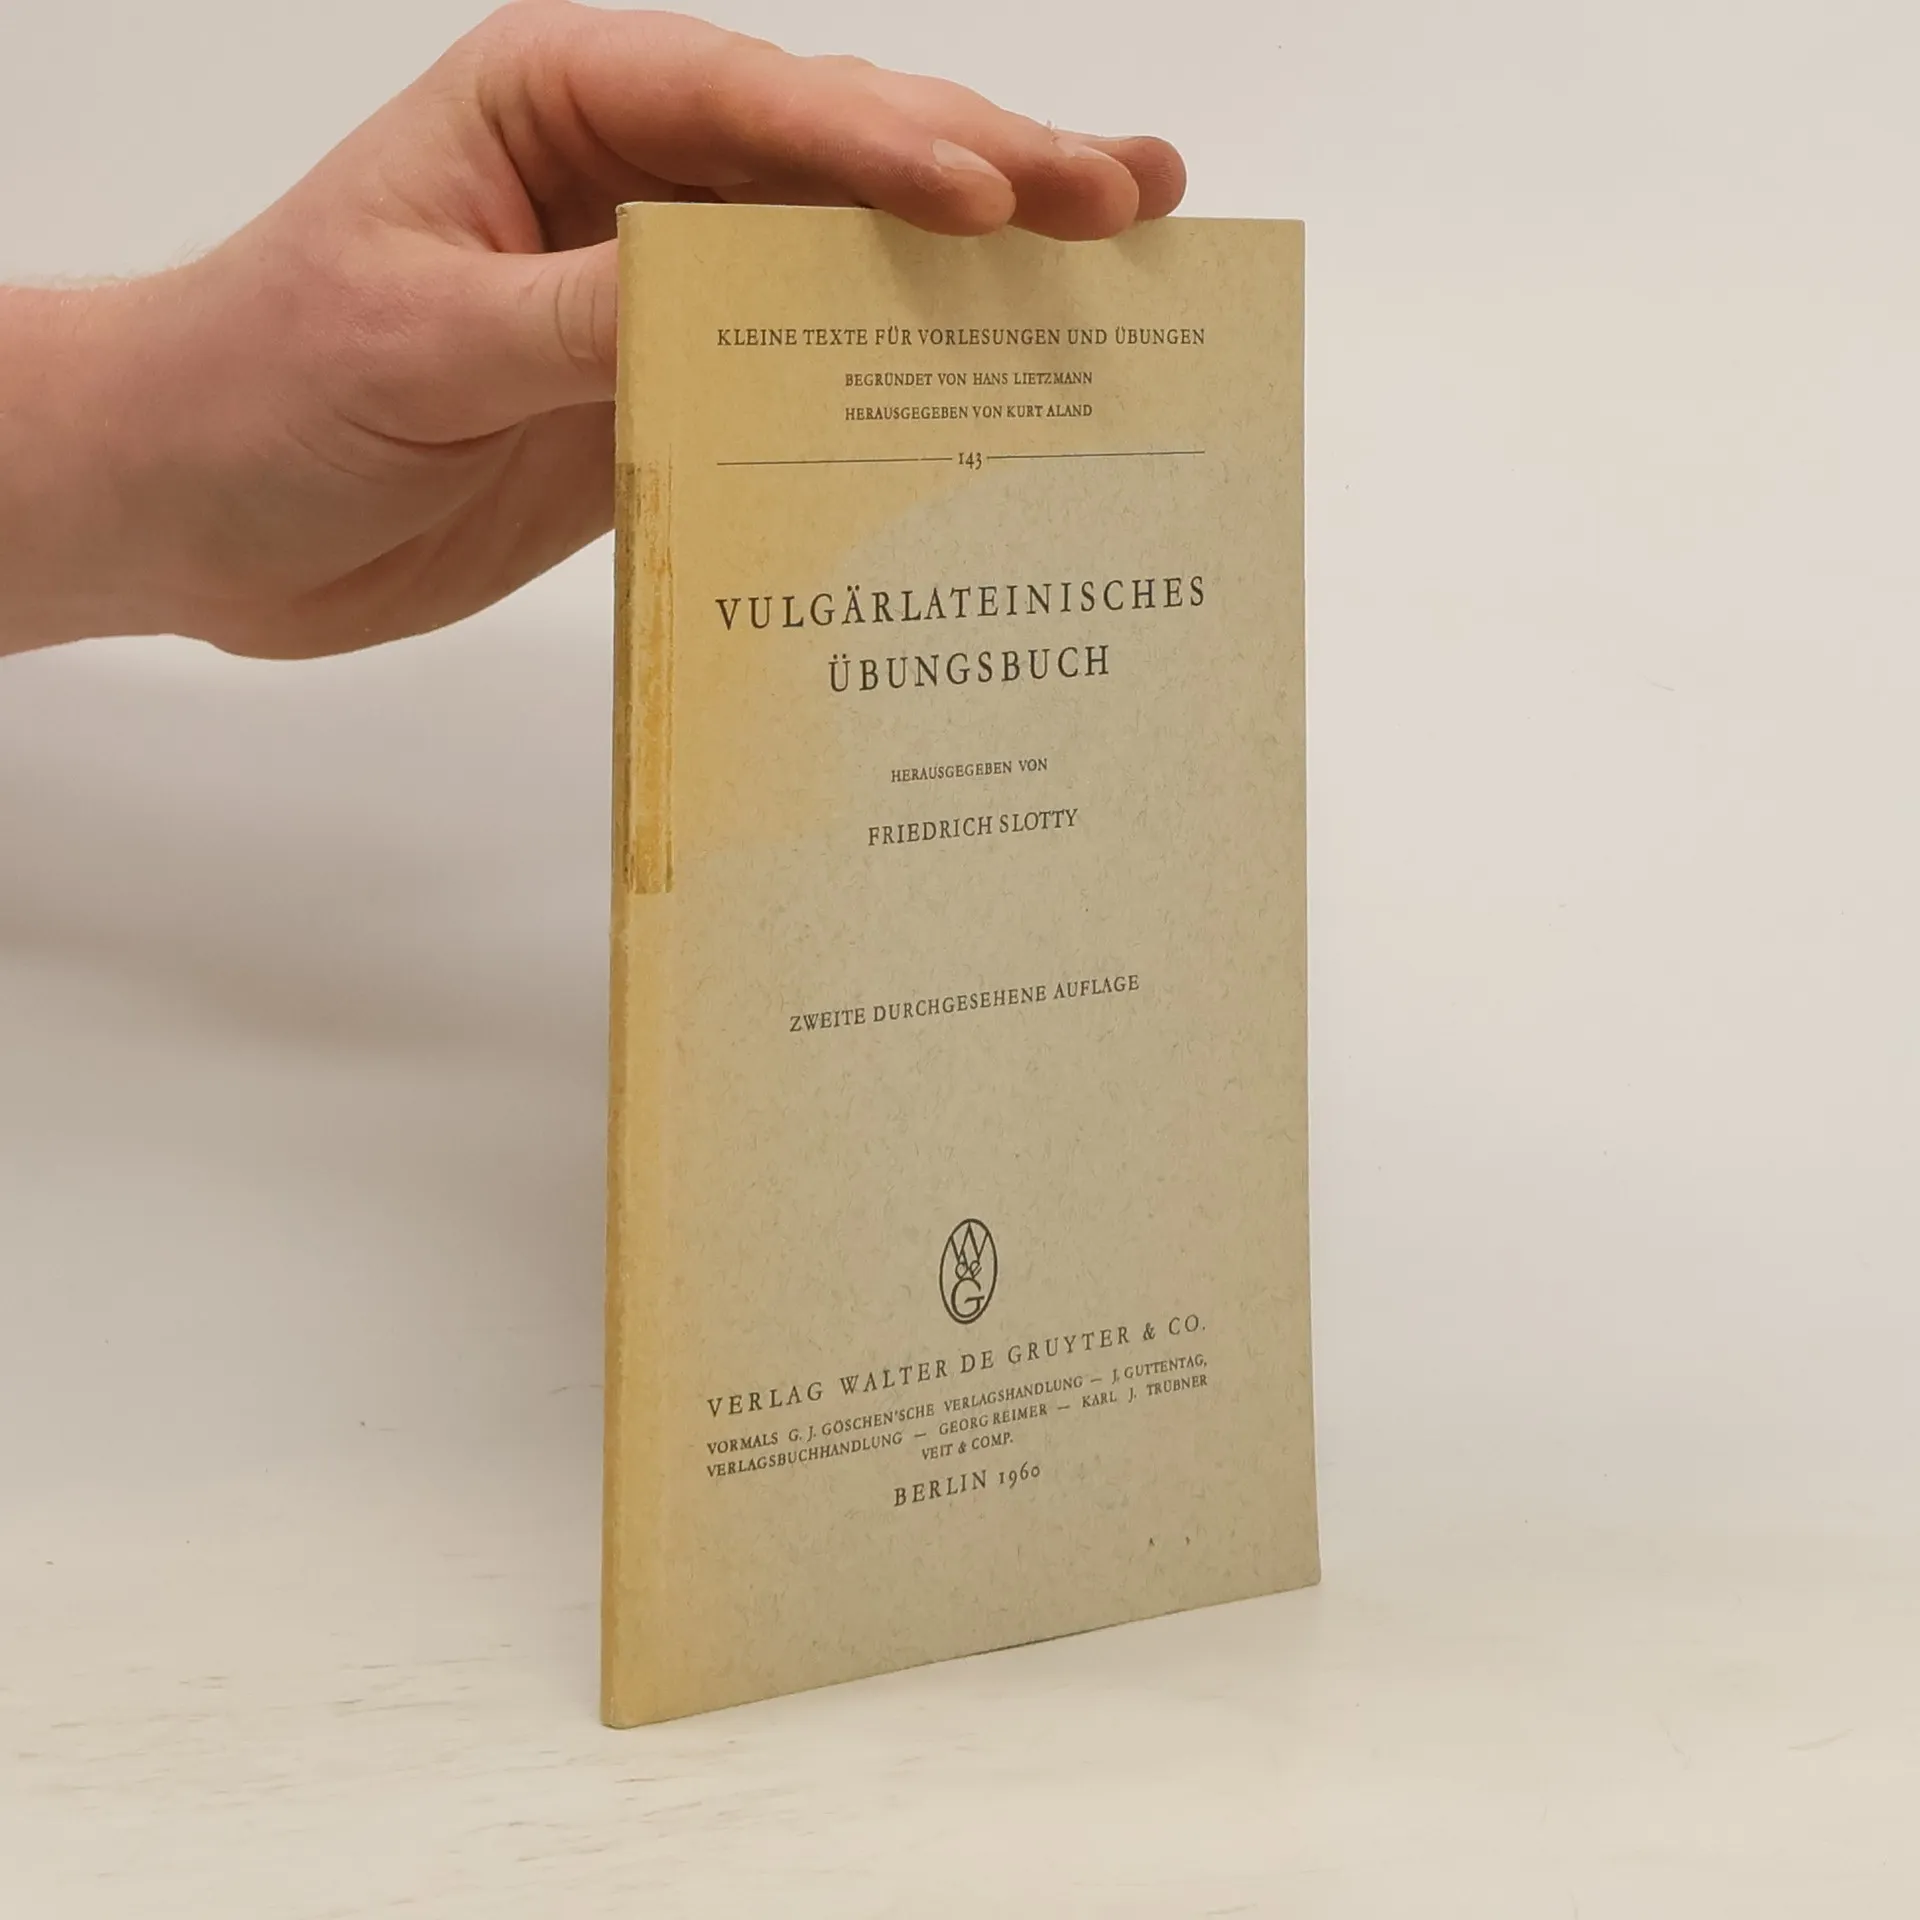 KLEINE TEXTE FÜR VORLESUNGEN UND ÜBUNGEN
BEGRÜNDET VON HANS LIETZMANN
HERAUSGEGEBEN VON KURT ALAND
143
VULGÄRLATEINISCHES
ÜBUNGSBUCH
HERAUSGEGEBEN VON
FRIEDRICH SLOTTY
ZWEITE DURCHGESEHENE AUFLAGE
W
de
G
VERLAG WALTER DE GRUYTER & CO.
VORMALS G. J. GÖSCHEN'SCHE VERLAGSHANDLUNG — J. GUTTENTAG,
VERLAGSBUCHHANDLUNG — GEORG REIMER — KARL J. TRÜBNER
VEIT & COMP.
BERLIN 1960